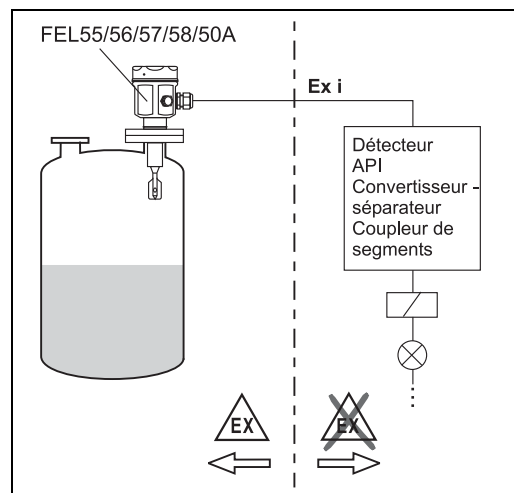 FEL55/56/57/58/50A
Ex i
Détecteur
API
Convertisseur -
séparateur
Coupleur de
segments
EX
EX